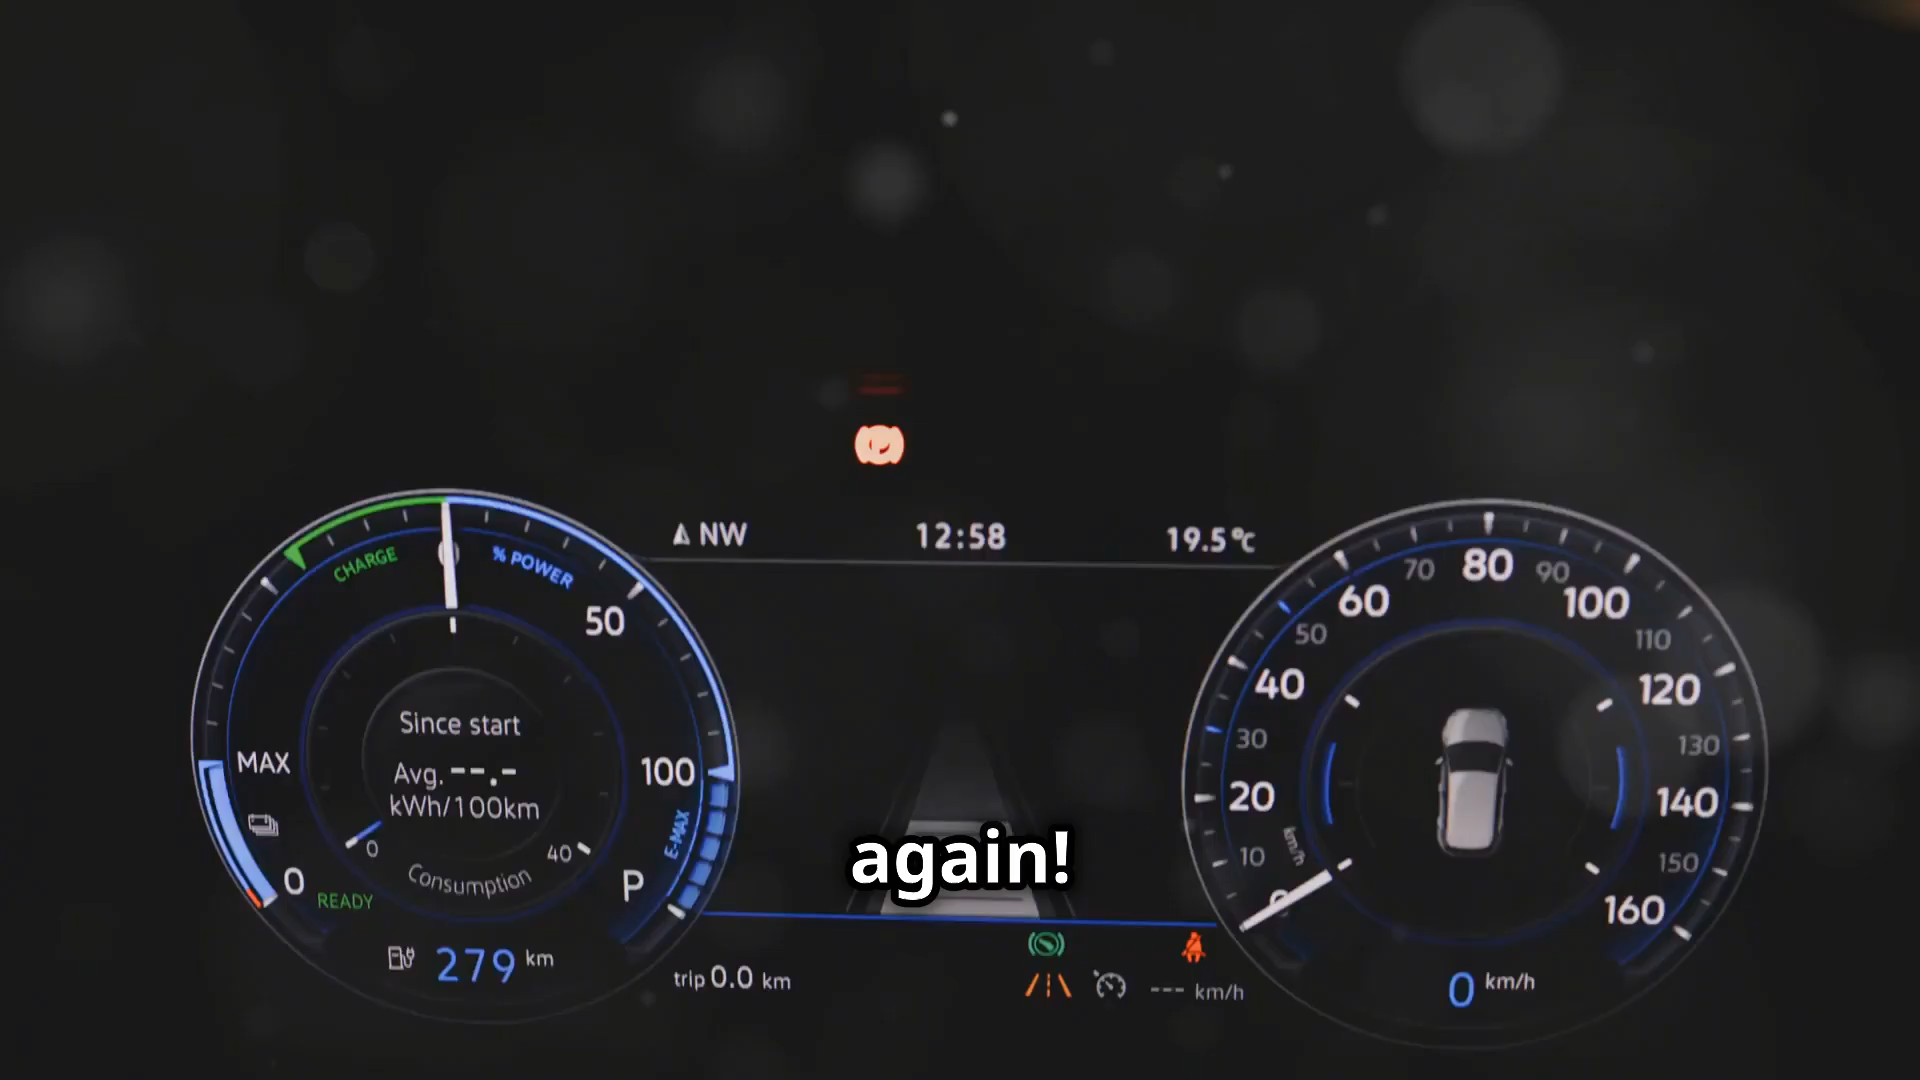 NW 12:58 19.5°C
CHARGE % POWER
50
MAX
100
0
READY
E-MAX
P
Since start
Avg. --.-
kWh/100km
0 40
Consumption
279 km
trip 0.0 km
--- km/h
again!
0 10 20 30 40 50 60 70 80 90 100 110 120 130 140 150 160
km/h
0 km/h